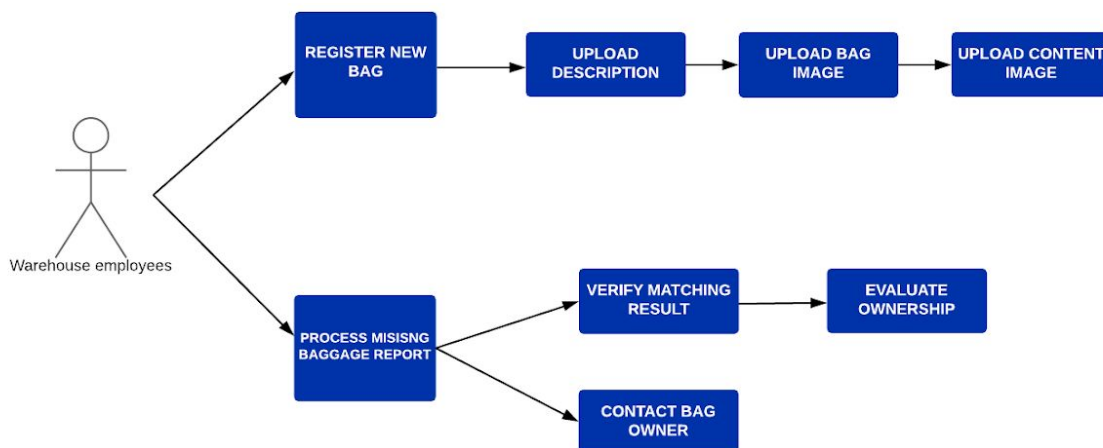 REGISTER NEW
BAG
UPLOAD
DESCRIPTION
UPLOAD BAG
IMAGE
UPLOAD CONTENT
IMAGE
Warehouse employees
PROCESS MISISNG
BAGGAGE REPORT
VERIFY MATCHING
RESULT
EVALUATE
OWNERSHIP
CONTACT BAG
OWNER